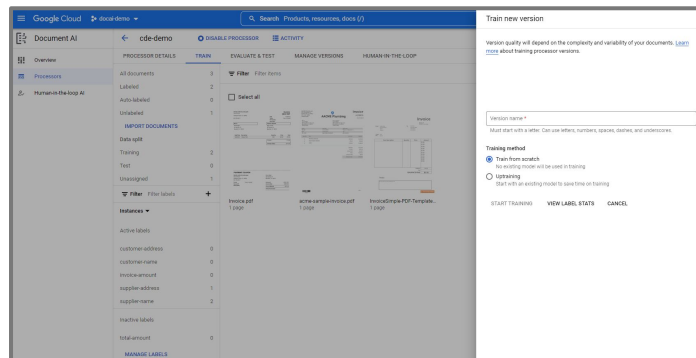 Google Cloud
docai-demo
Search Products, resources, docs (/)
Document AI
Overview
Processors
Human-in-the-loop AI
cde-demo
DISABLE PROCESSOR
ACTIVITY
PROCESSOR DETAILS
TRAIN
EVALUATE & TEST
MANAGE VERSIONS
HUMAN-IN-THE-LOOP
All documents 3
Labeled 2
Auto-labeled 0
Unlabeled 1
IMPORT DOCUMENTS
Data split
Training 2
Test 0
Unassigned 1
Filter Filter labels
Instances
Active labels
customer-address 0
customer-name 0
invoice-amount 0
supplier-address 1
supplier-name 2
Inactive labels
total-amount 0
MANAGE LABELS
Filter Filter items
Select all
Invoice.pdf
1 page
acme-sample-invoice.pdf
1 page
InvoiceSimple-PDF-Template...
1 page
Train new version
Version quality will depend on the complexity and variability of your documents. Learn
more about training processor versions.
Version name *
Must start with a letter. Can use letters, numbers, spaces, dashes, and underscores.
Training method
Train from scratch
No existing model will be used in training
Uptraining
Start with an existing model to save time on training
START TRAINING
VIEW LABEL STATS
CANCEL